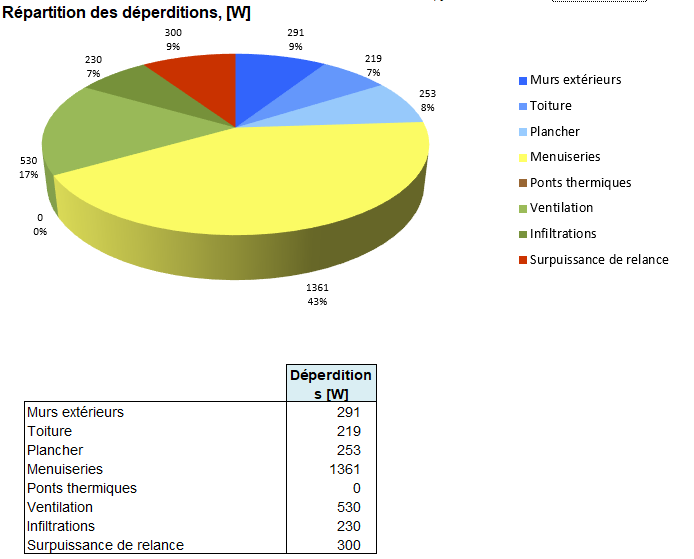 Répartition des déperditions, [W]
300
9%
291
9%
230
7%
219
7%
253
8%
530
17%
0
0%
1361
43%
Murs extérieurs
Toiture
Plancher
Menuiseries
Ponts thermiques
Ventilation
Infiltrations
Surpuissance de relance
Déperdition
s [W]
Murs extérieurs 291
Toiture 219
Plancher 253
Menuiseries 1361
Ponts thermiques 0
Ventilation 530
Infiltrations 230
Surpuissance de relance 300